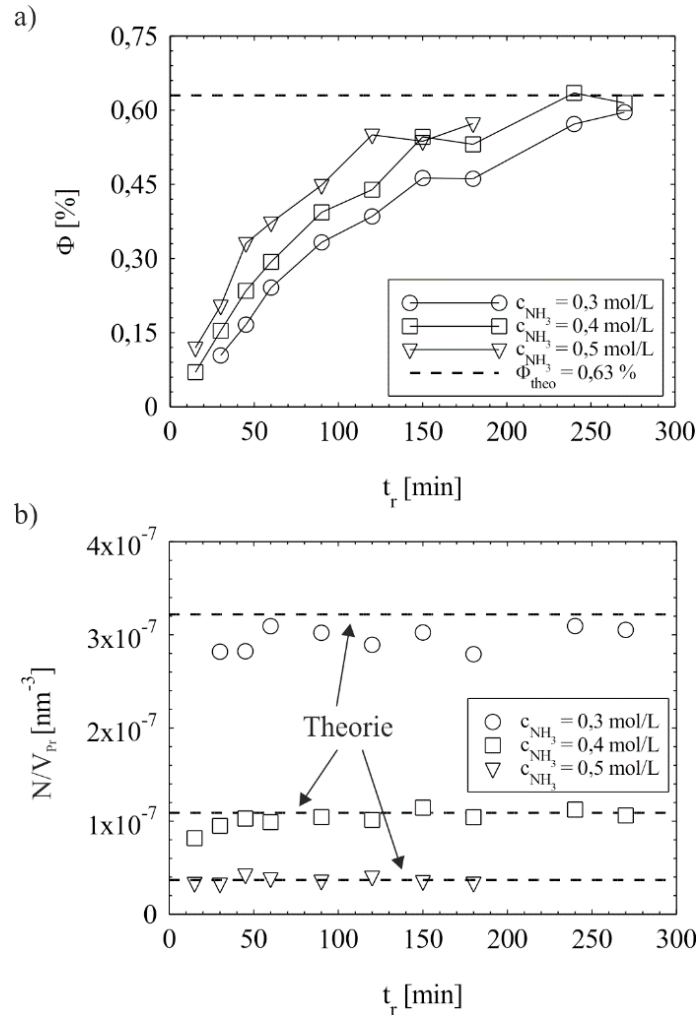 a)
0,75
0,60
0,45
0,30
0,15
0
Φ [%]
c_NH₃ = 0,3 mol/L
c_NH₃ = 0,4 mol/L
c_NH₃ = 0,5 mol/L
Φ_theo = 0,63 %
0 50 100 150 200 250 300
t_r [min]
b)
4x10⁻⁷
3x10⁻⁷
2x10⁻⁷
1x10⁻⁷
0
N/V_Pr [nm⁻³]
Theorie
c_NH₃ = 0,3 mol/L
c_NH₃ = 0,4 mol/L
c_NH₃ = 0,5 mol/L
0 50 100 150 200 250 300
t_r [min]